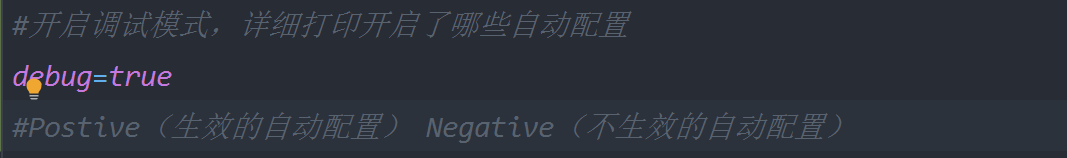 #开启调试模式，详细打印开启了哪些自动配置
debug=true
#Postive（生效的自动配置） Negative（不生效的自动配置）